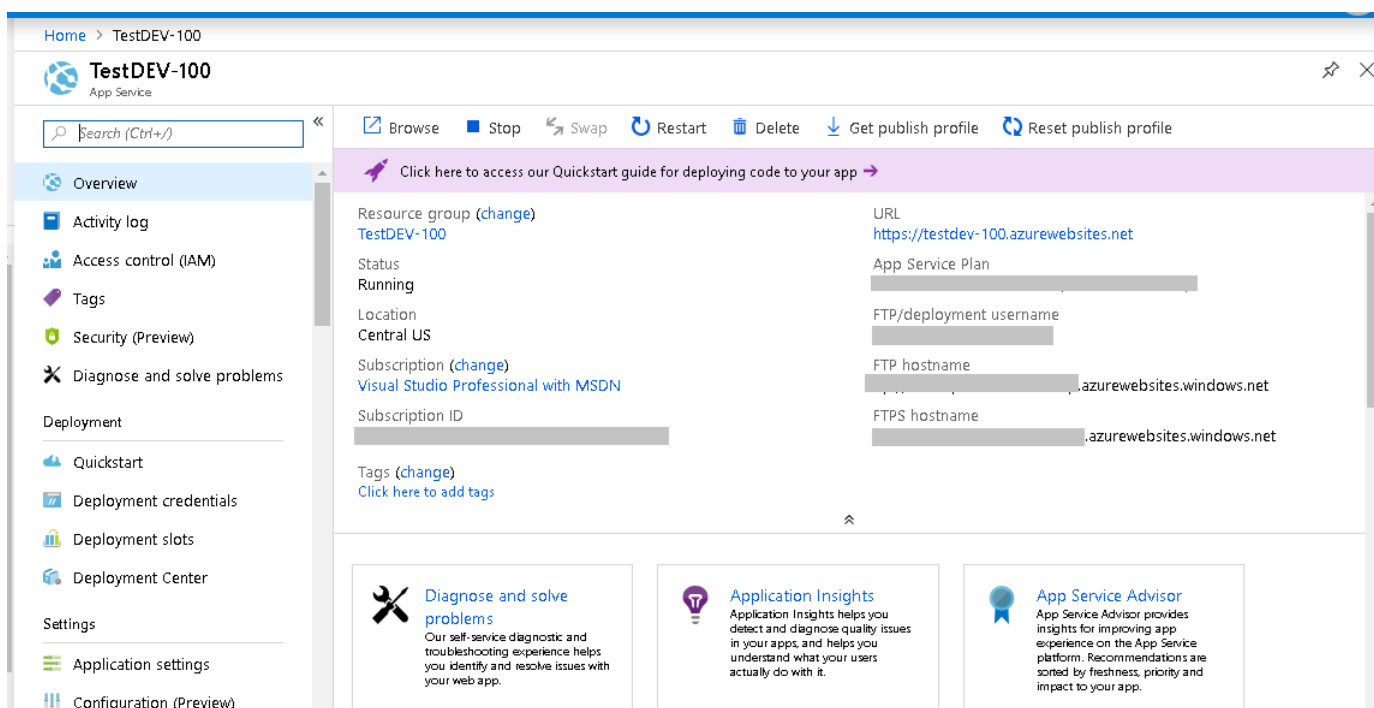 Home > TestDEV-100
TestDEV-100
App Service
Search (Ctrl+/)
«
Browse
Stop
Swap
Restart
Delete
Get publish profile
Reset publish profile
Click here to access our Quickstart guide for deploying code to your app →
Overview
Activity log
Access control (IAM)
Tags
Security (Preview)
Diagnose and solve problems
Deployment
Quickstart
Deployment credentials
Deployment slots
Deployment Center
Settings
Application settings
Configuration (Preview)
Resource group (change)
TestDEV-100
Status
Running
Location
Central US
Subscription (change)
Visual Studio Professional with MSDN
Subscription ID
Tags (change)
Click here to add tags
URL
https://testdev-100.azurewebsites.net
App Service Plan
FTP/deployment username
FTP hostname
.azurewebsites.windows.net
FTPS hostname
.azurewebsites.windows.net
Diagnose and solve
problems
Our self-service diagnostic and
troubleshooting experience helps
you identify and resolve issues with
your web app.
Application Insights
Application Insights helps you
detect and diagnose quality issues
in your apps, and helps you
understand what your users
actually do with it.
App Service Advisor
App Service Advisor provides
insights for improving app
experience on the App Service
platform. Recommendations are
sorted by freshness, priority and
impact to your app.